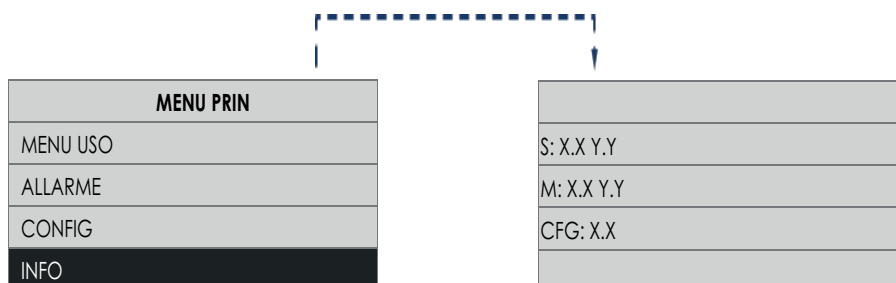 MENU PRIN
MENU USO
ALLARME
CONFIG
INFO
S: X.X Y.Y
M: X.X Y.Y
CFG: X.X